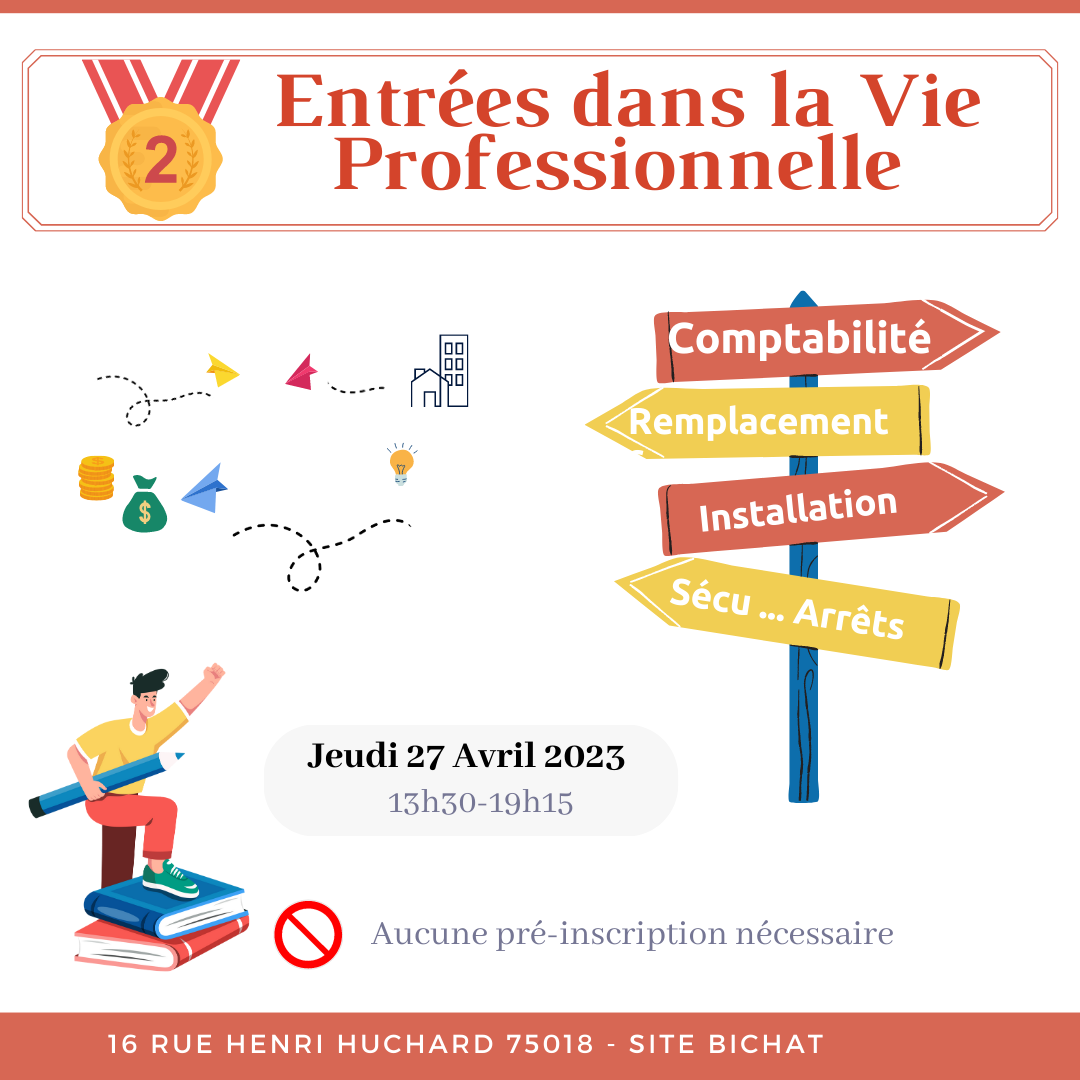 2
Entrées dans la Vie
Professionnelle
Comptabilité
Remplacement
s
Installation
Sécu ... Arrêts
$
$
Jeudi 27 Avril 2023
13h30-19h15
Aucune pré-inscription nécessaire
16 RUE HENRI HUCHARD 75018 - SITE BICHAT